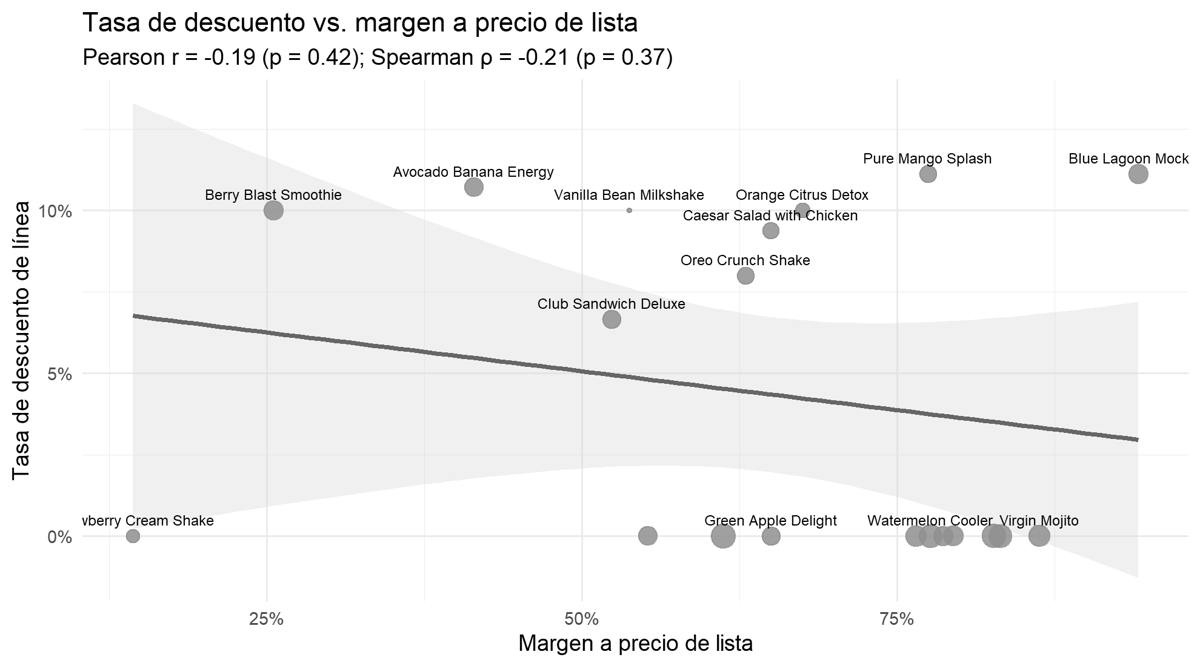 Tasa de descuento vs. margen a precio de lista
Pearson r = -0.19 (p = 0.42); Spearman ρ = -0.21 (p = 0.37)
Tasa de descuento de línea
10%
5%
0%
Pure Mango Splash
Blue Lagoon Mock
Avocado Banana Energy
Berry Blast Smoothie
Vanilla Bean Milkshake
Orange Citrus Detox
Caesar Salad with Chicken
Oreo Crunch Shake
Club Sandwich Deluxe
wberry Cream Shake
Green Apple Delight
Watermelon Cooler
Virgin Mojito
25%
50%
75%
Margen a precio de lista